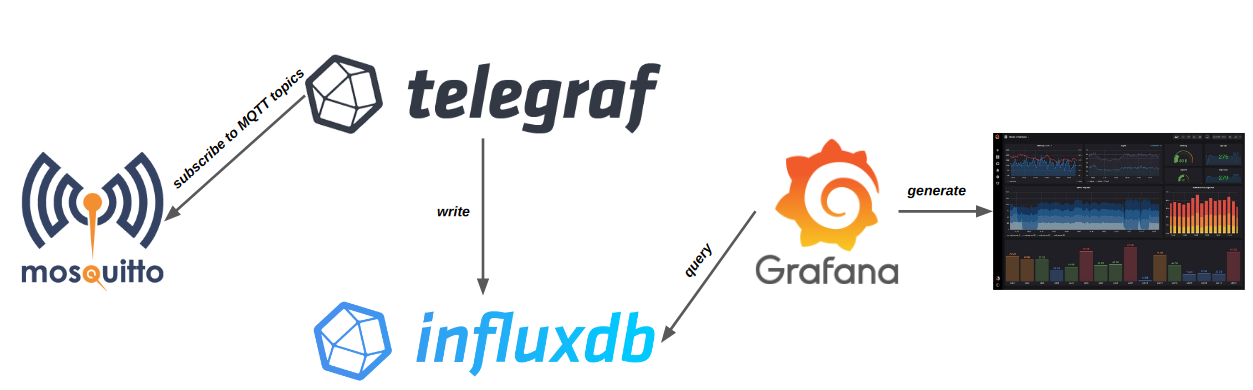 subscribe to MQTT topics
telegraf
mosquitto
write
influxdb
query
Grafana
generate